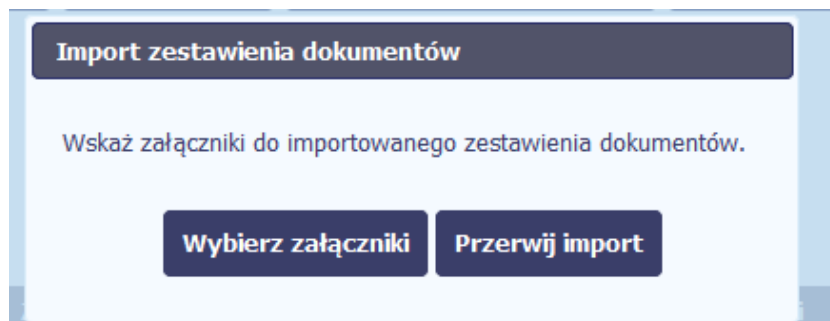 Import zestawienia dokumentów
Wskaż załączniki do importowanego zestawienia dokumentów.
Wybierz załączniki Przerwij import